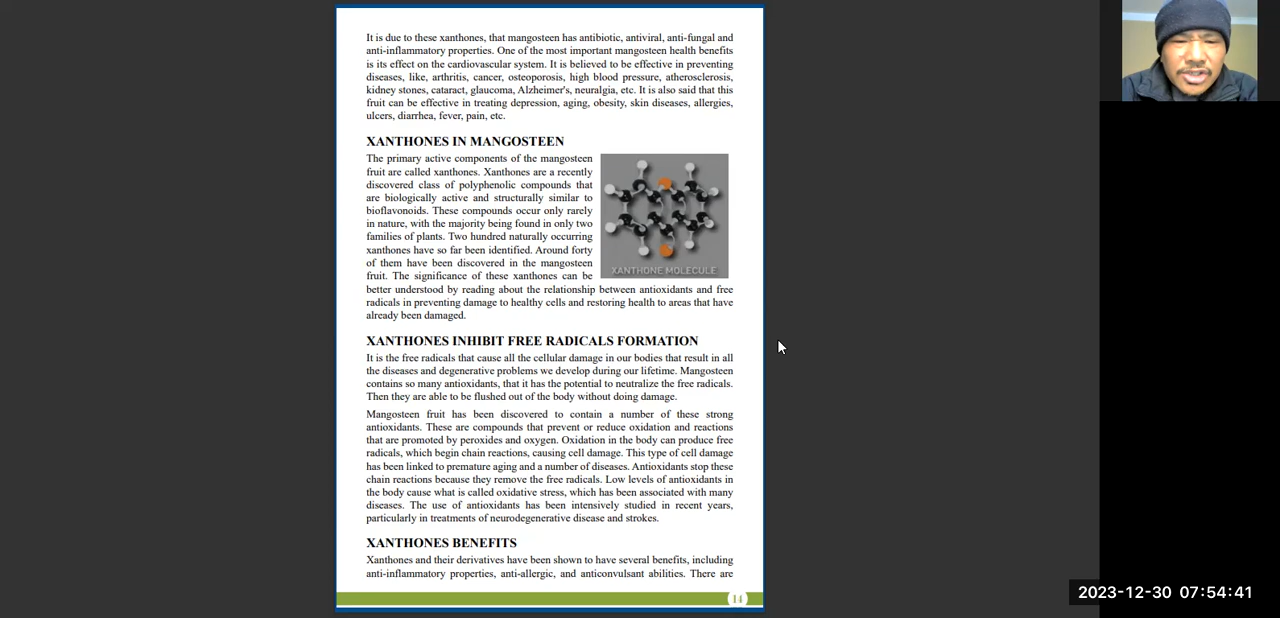 It is due to these xanthones, that mangosteen has antibiotic, antiviral, anti-fungal and
anti-inflammatory properties. One of the most important mangosteen health benefits
is its effect on the cardiovascular system. It is believed to be effective in preventing
diseases, like, arthritis, cancer, osteoporosis, high blood pressure, atherosclerosis,
kidney stones, cataract, glaucoma, Alzheimer's, neuralgia, etc. It is also said that this
fruit can be effective in treating depression, aging, obesity, skin diseases, allergies,
ulcers, diarrhea, fever, pain, etc.
XANTHONES IN MANGOSTEEN
The primary active components of the mangosteen
fruit are called xanthones. Xanthones are a recently
discovered class of polyphenolic compounds that
are biologically active and structurally similar to
bioflavonoids. These compounds occur only rarely
in nature, with the majority being found in only two
families of plants. Two hundred naturally occurring
xanthones have so far been identified. Around forty
of them have been discovered in the mangosteen
fruit. The significance of these xanthones can be
better understood by reading about the relationship between antioxidants and free
radicals in preventing damage to healthy cells and restoring health to areas that have
already been damaged.
XANTHONE MOLECULE
XANTHONES INHIBIT FREE RADICALS FORMATION
It is the free radicals that cause all the cellular damage in our bodies that result in all
the diseases and degenerative problems we develop during our lifetime. Mangosteen
contains so many antioxidants, that it has the potential to neutralize the free radicals.
Then they are able to be flushed out of the body without doing damage.
Mangosteen fruit has been discovered to contain a number of these strong
antioxidants. These are compounds that prevent or reduce oxidation and reactions
that are promoted by peroxides and oxygen. Oxidation in the body can produce free
radicals, which begin chain reactions, causing cell damage. This type of cell damage
has been linked to premature aging and a number of diseases. Antioxidants stop these
chain reactions because they remove the free radicals. Low levels of antioxidants in
the body cause what is called oxidative stress, which has been associated with many
diseases. The use of antioxidants has been intensively studied in recent years,
particularly in treatments of neurodegenerative disease and strokes.
XANTHONES BENEFITS
Xanthones and their derivatives have been shown to have several benefits, including
anti-inflammatory properties, anti-allergic, and anticonvulsant abilities. There are
14
2023-12-30 07:54:41